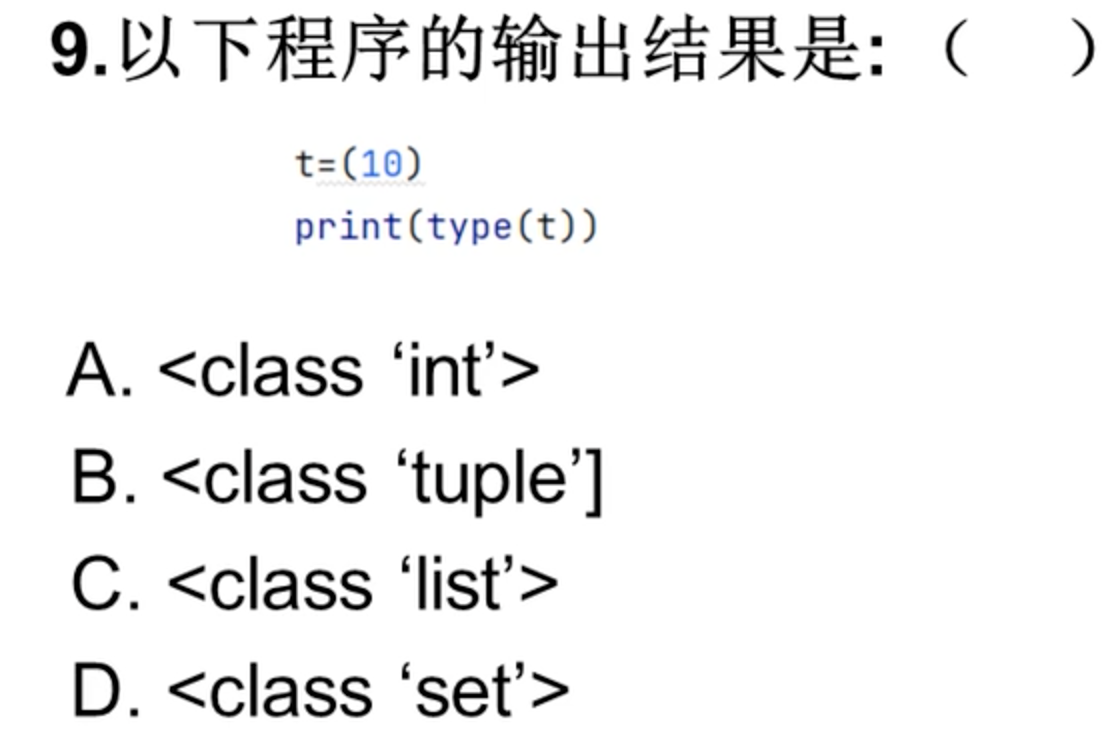 9.以下程序的输出结果是:（ ）
t=(10)
print(type(t))
A. <class ‘int’>
B. <class ‘tuple’]
C. <class ‘list’>
D. <class ‘set’>